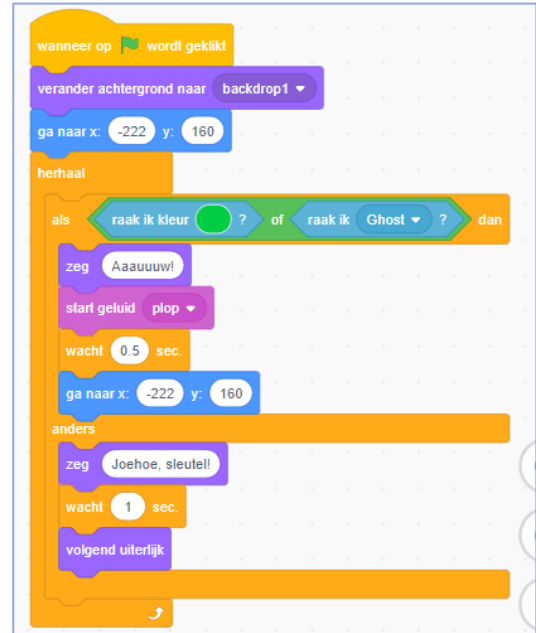 wanneer op wordt geklikt
verander achtergrond naar backdrop1
ga naar x: -222 y: 160
herhaal
als raak ik kleur ? of raak ik Ghost ? dan
zeg Aaauuuw!
start geluid plop
wacht 0.5 sec.
ga naar x: -222 y: 160
anders
zeg Joehoe, sleutel!
wacht 1 sec.
volgend uiterlijk